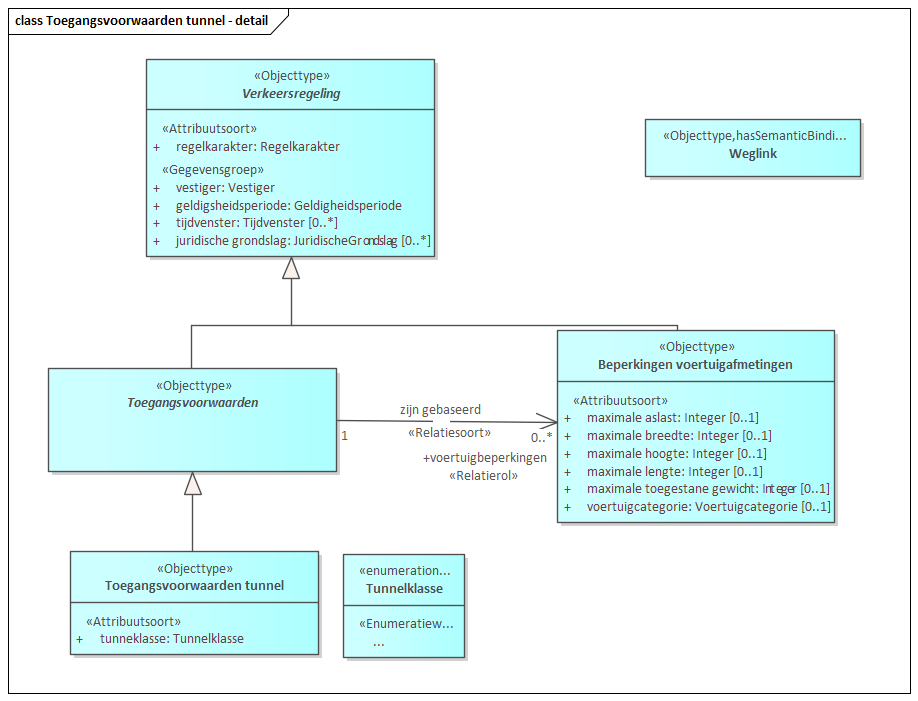 class Toegangsvoorwaarden tunnel - detail
«Objecttype»
Verkeersregeling
«Attribuutsoort»
+ regelkarakter: Regelkarakter
«Gegevensgroep»
+ vestiger: Vestiger
+ geldigsheidsperiode: Geldigheidsperiode
+ tijdvenster: Tijdvenster [0..*]
+ juridische grondslag: JuridischeGrondslag [0..*]
«Objecttype,hasSemanticBindi...
Weglink
«Objecttype»
Toegangsvoorwaarden
zijn gebaseerd
«Relatiesoort»
1
0..*
+voertuigbeperkingen
«Relatierol»
«Objecttype»
Beperkingen voertuigafmetingen
«Attribuutsoort»
+ maximale aslast: Integer [0..1]
+ maximale breedte: Integer [0..1]
+ maximale hoogte: Integer [0..1]
+ maximale lengte: Integer [0..1]
+ maximale toegestane gewicht: Integer [0..1]
+ voertuigcategorie: Voertuigcategorie [0..1]
«Objecttype»
Toegangsvoorwaarden tunnel
«Attribuutsoort»
+ tunneklasse: Tunnelklasse
«enumeration...
Tunnelklasse
«Enumeratiew...
...